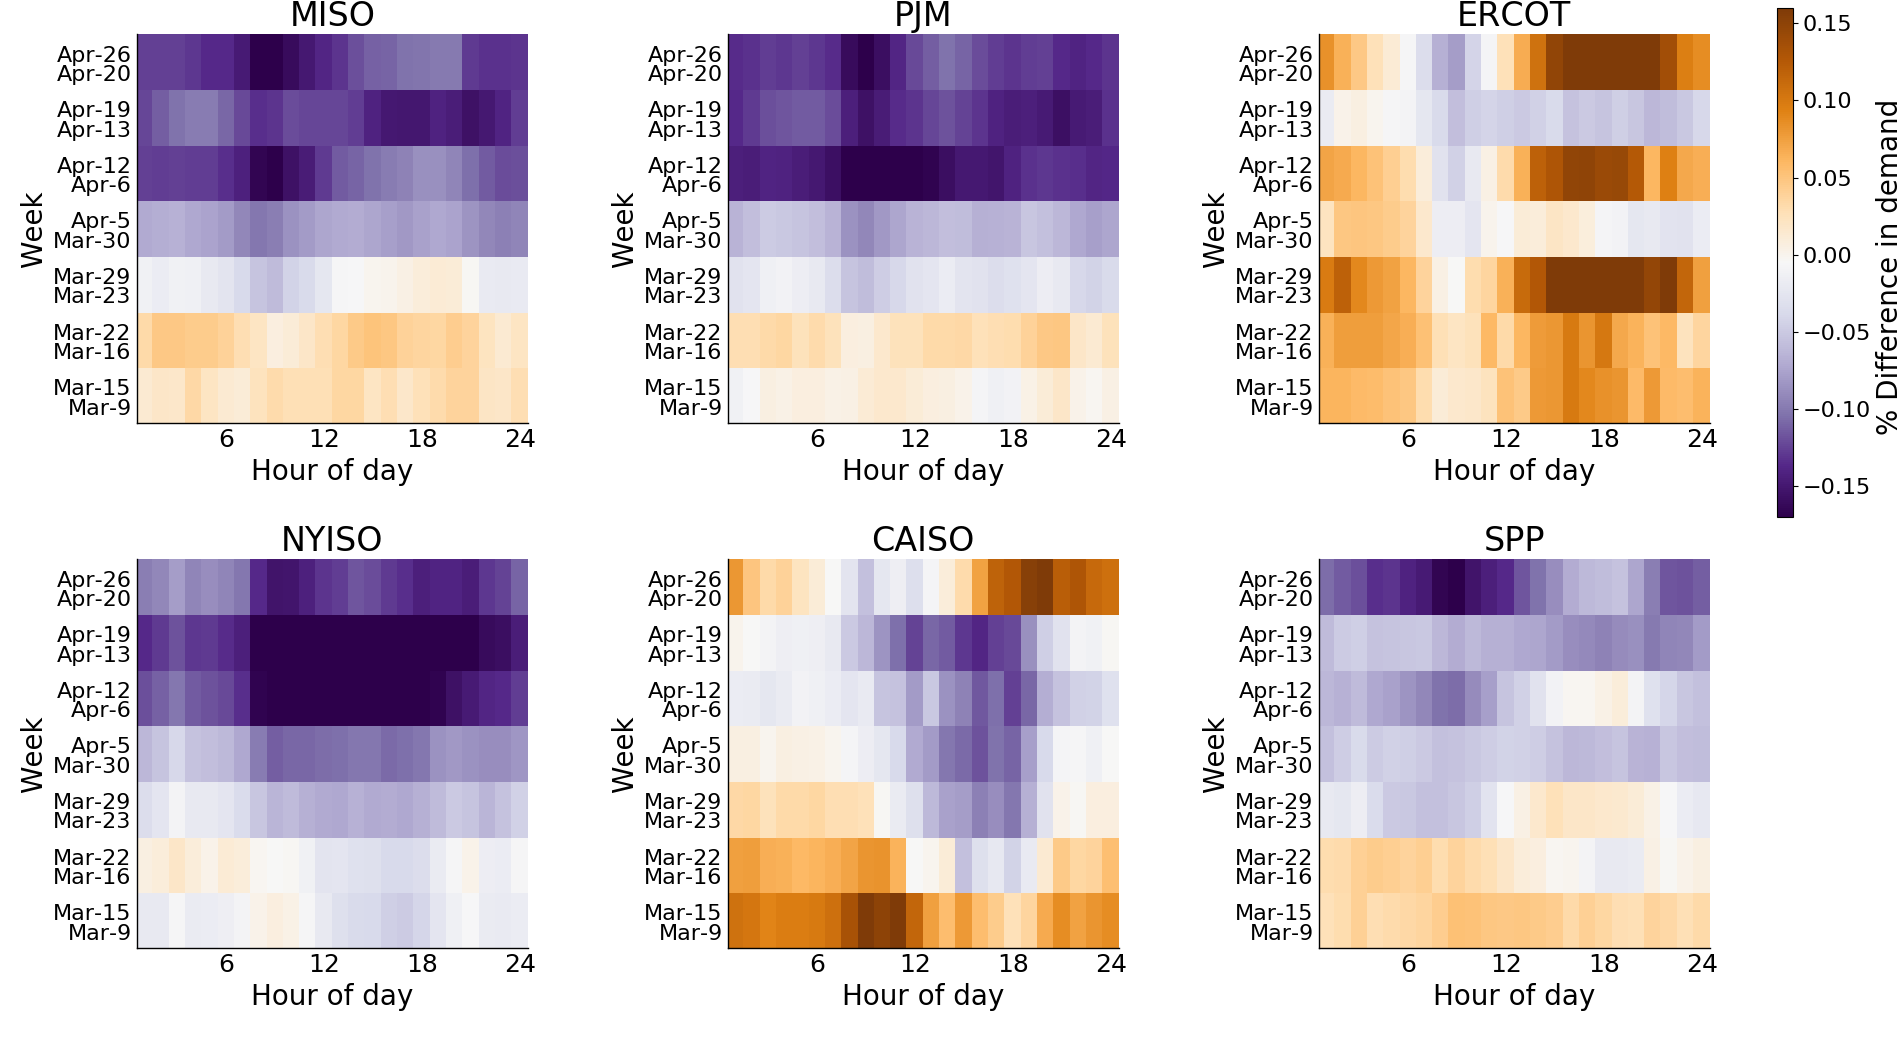 MISO
Apr-26
Apr-20
Apr-19
Apr-13
Apr-12
Apr-6
Apr-5
Mar-30
Mar-29
Mar-23
Mar-22
Mar-16
Mar-15
Mar-9
Week
6 12 18 24
Hour of day
PJM
Apr-26
Apr-20
Apr-19
Apr-13
Apr-12
Apr-6
Apr-5
Mar-30
Mar-29
Mar-23
Mar-22
Mar-16
Mar-15
Mar-9
Week
6 12 18 24
Hour of day
ERCOT
Apr-26
Apr-20
Apr-19
Apr-13
Apr-12
Apr-6
Apr-5
Mar-30
Mar-29
Mar-23
Mar-22
Mar-16
Mar-15
Mar-9
Week
6 12 18 24
Hour of day
0.15
0.10
0.05
0.00
−0.05
−0.10
−0.15
% Difference in demand
NYISO
Apr-26
Apr-20
Apr-19
Apr-13
Apr-12
Apr-6
Apr-5
Mar-30
Mar-29
Mar-23
Mar-22
Mar-16
Mar-15
Mar-9
Week
6 12 18 24
Hour of day
CAISO
Apr-26
Apr-20
Apr-19
Apr-13
Apr-12
Apr-6
Apr-5
Mar-30
Mar-29
Mar-23
Mar-22
Mar-16
Mar-15
Mar-9
Week
6 12 18 24
Hour of day
SPP
Apr-26
Apr-20
Apr-19
Apr-13
Apr-12
Apr-6
Apr-5
Mar-30
Mar-29
Mar-23
Mar-22
Mar-16
Mar-15
Mar-9
Week
6 12 18 24
Hour of day